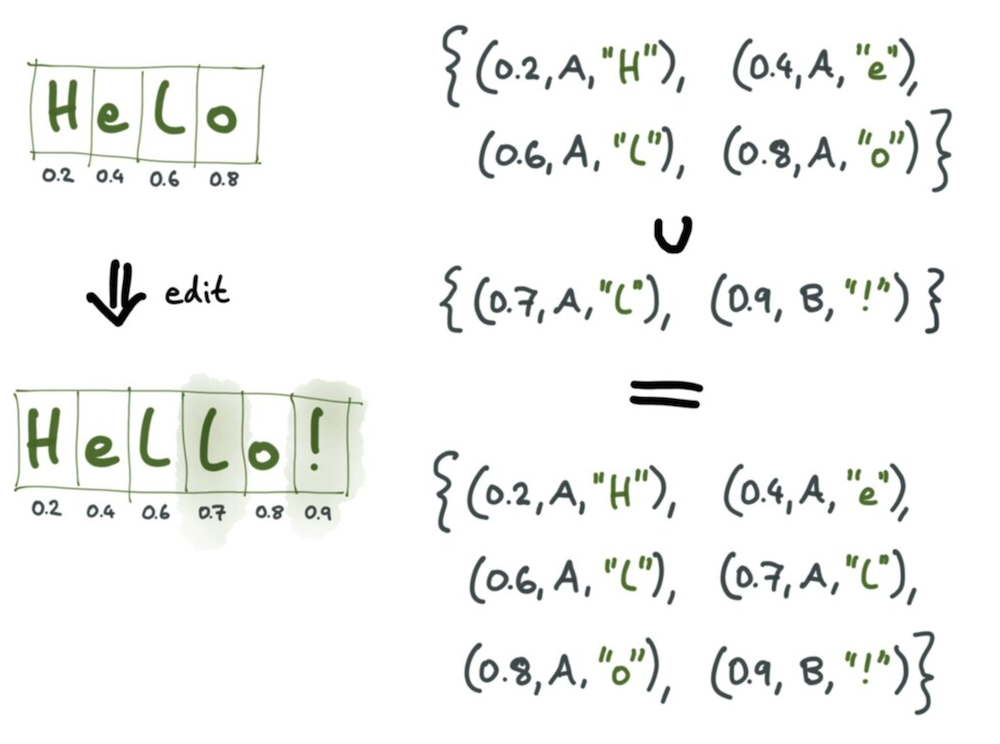 H e l o
0.2 0.4 0.6 0.8
⇓ edit
H e l l o !
0.2 0.4 0.6 0.7 0.8 0.9
{(0.2, A, "H"), (0.4, A, "e"),
(0.6, A, "l"), (0.8, A, "o")}
∪
{(0.7, A, "l"), (0.9, B, "!")}
=
{(0.2, A, "H"), (0.4, A, "e"),
(0.6, A, "l"), (0.7, A, "l"),
(0.8, A, "o"), (0.9, B, "!")}